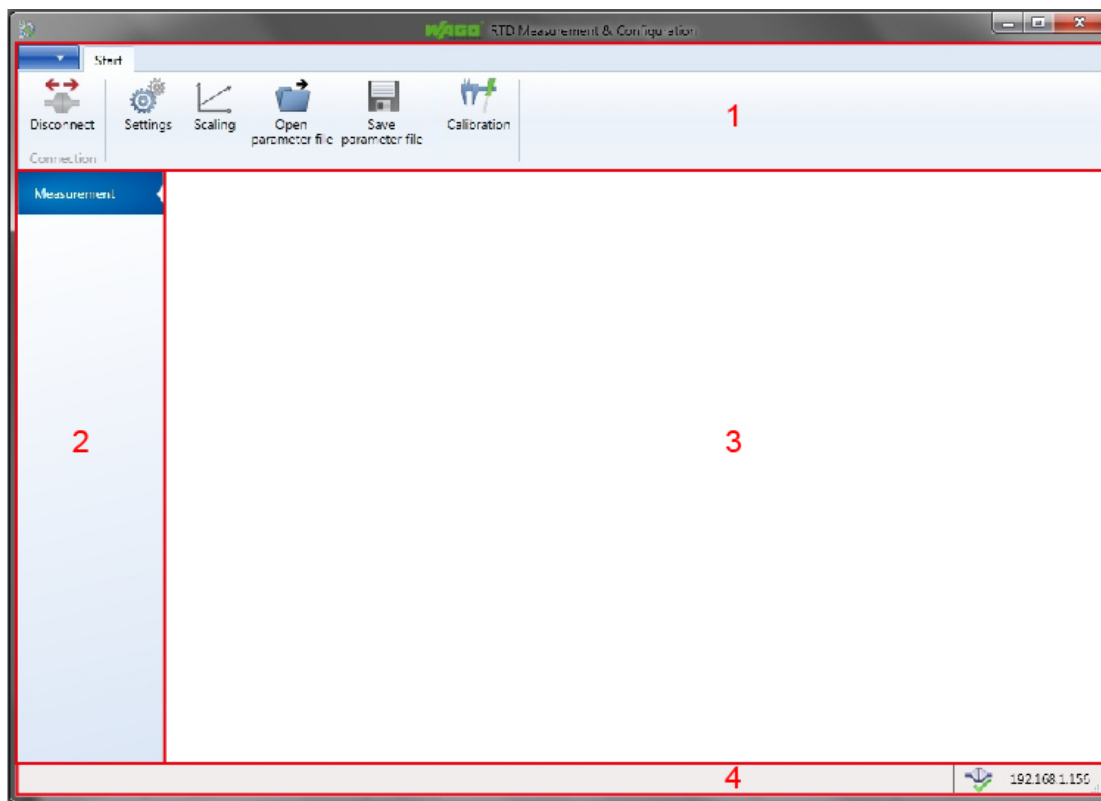 WAGO RTD Measurement & Configuration
Start
Disconnect Settings Scaling Open parameter file Save parameter file Calibration
Connection
1
Measurement
2
3
4
192.168.1.156